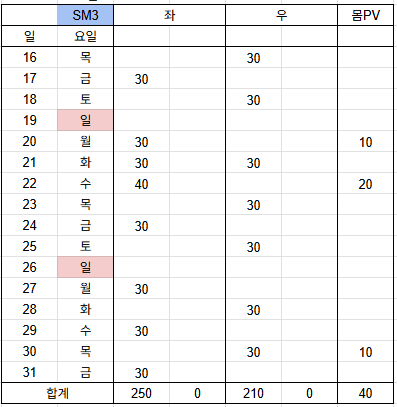 SM3 좌 우 몸PV
일 요일
16 목 30
17 금 30
18 토 30
19 일
20 월 30 10
21 화 30 30
22 수 40 20
23 목 30
24 금 30
25 토 30
26 일
27 월 30
28 화 30
29 수 30
30 목 30 10
31 금 30
합계 250 0 210 0 40